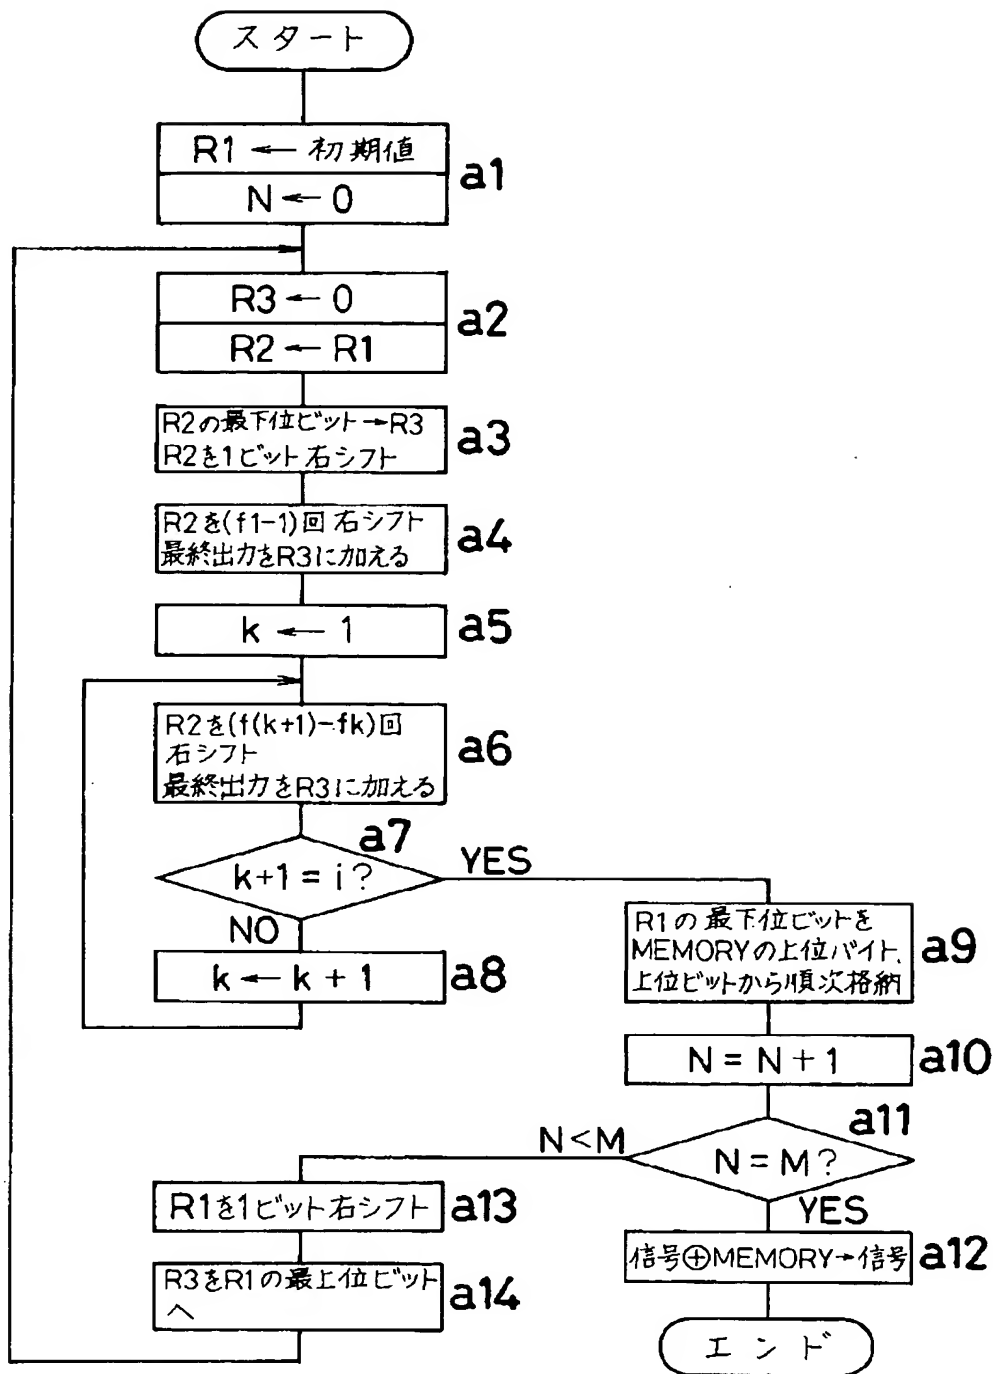 スタート
R1 ← 初期値
N ← 0
a1
R3 ← 0
R2 ← R1
a2
R2の最下位ビット→R3
R2を1ビット右シフト
a3
R2を(f1-1)回右シフト
最終出力をR3に加える
a4
k ← 1
a5
R2を(f(k+1)-fk)回
右シフト
最終出力をR3に加える
a6
a7
k+1 = i?
YES
NO
k ← k + 1
a8
R1の最下位ビットを
MEMORYの上位バイト、
上位ビットから順次格納
a9
N = N + 1
a10
a11
N = M?
N<M
YES
信号⊕MEMORY→信号
a12
R1を1ビット右シフト
a13
R3をR1の最上位ビット
へ
a14
エンド